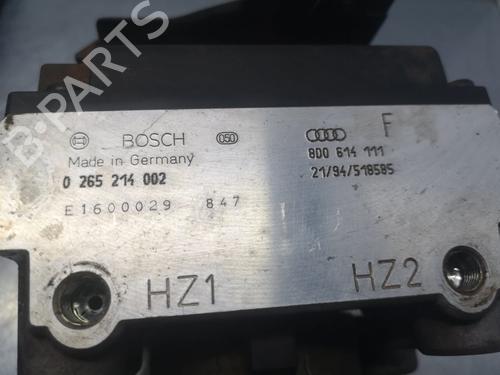 BOSCH
050
F
Made in Germany
8D0 614 111
0 265 214 002
21/94/518585
E1600029 847
HZ1
HZ2
B-PARTS